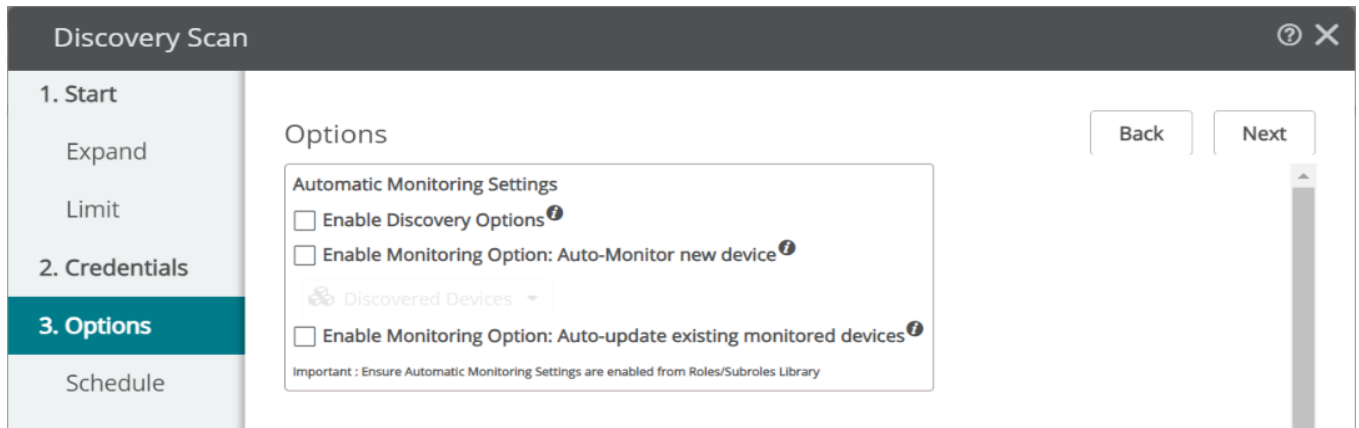 Discovery Scan
1. Start
Expand
Limit
2. Credentials
3. Options
Schedule
Options
Back
Next
Automatic Monitoring Settings
Enable Discovery Options
Enable Monitoring Option: Auto-Monitor new device
Discovered Devices
Enable Monitoring Option: Auto-update existing monitored devices
Important : Ensure Automatic Monitoring Settings are enabled from Roles/Subroles Library